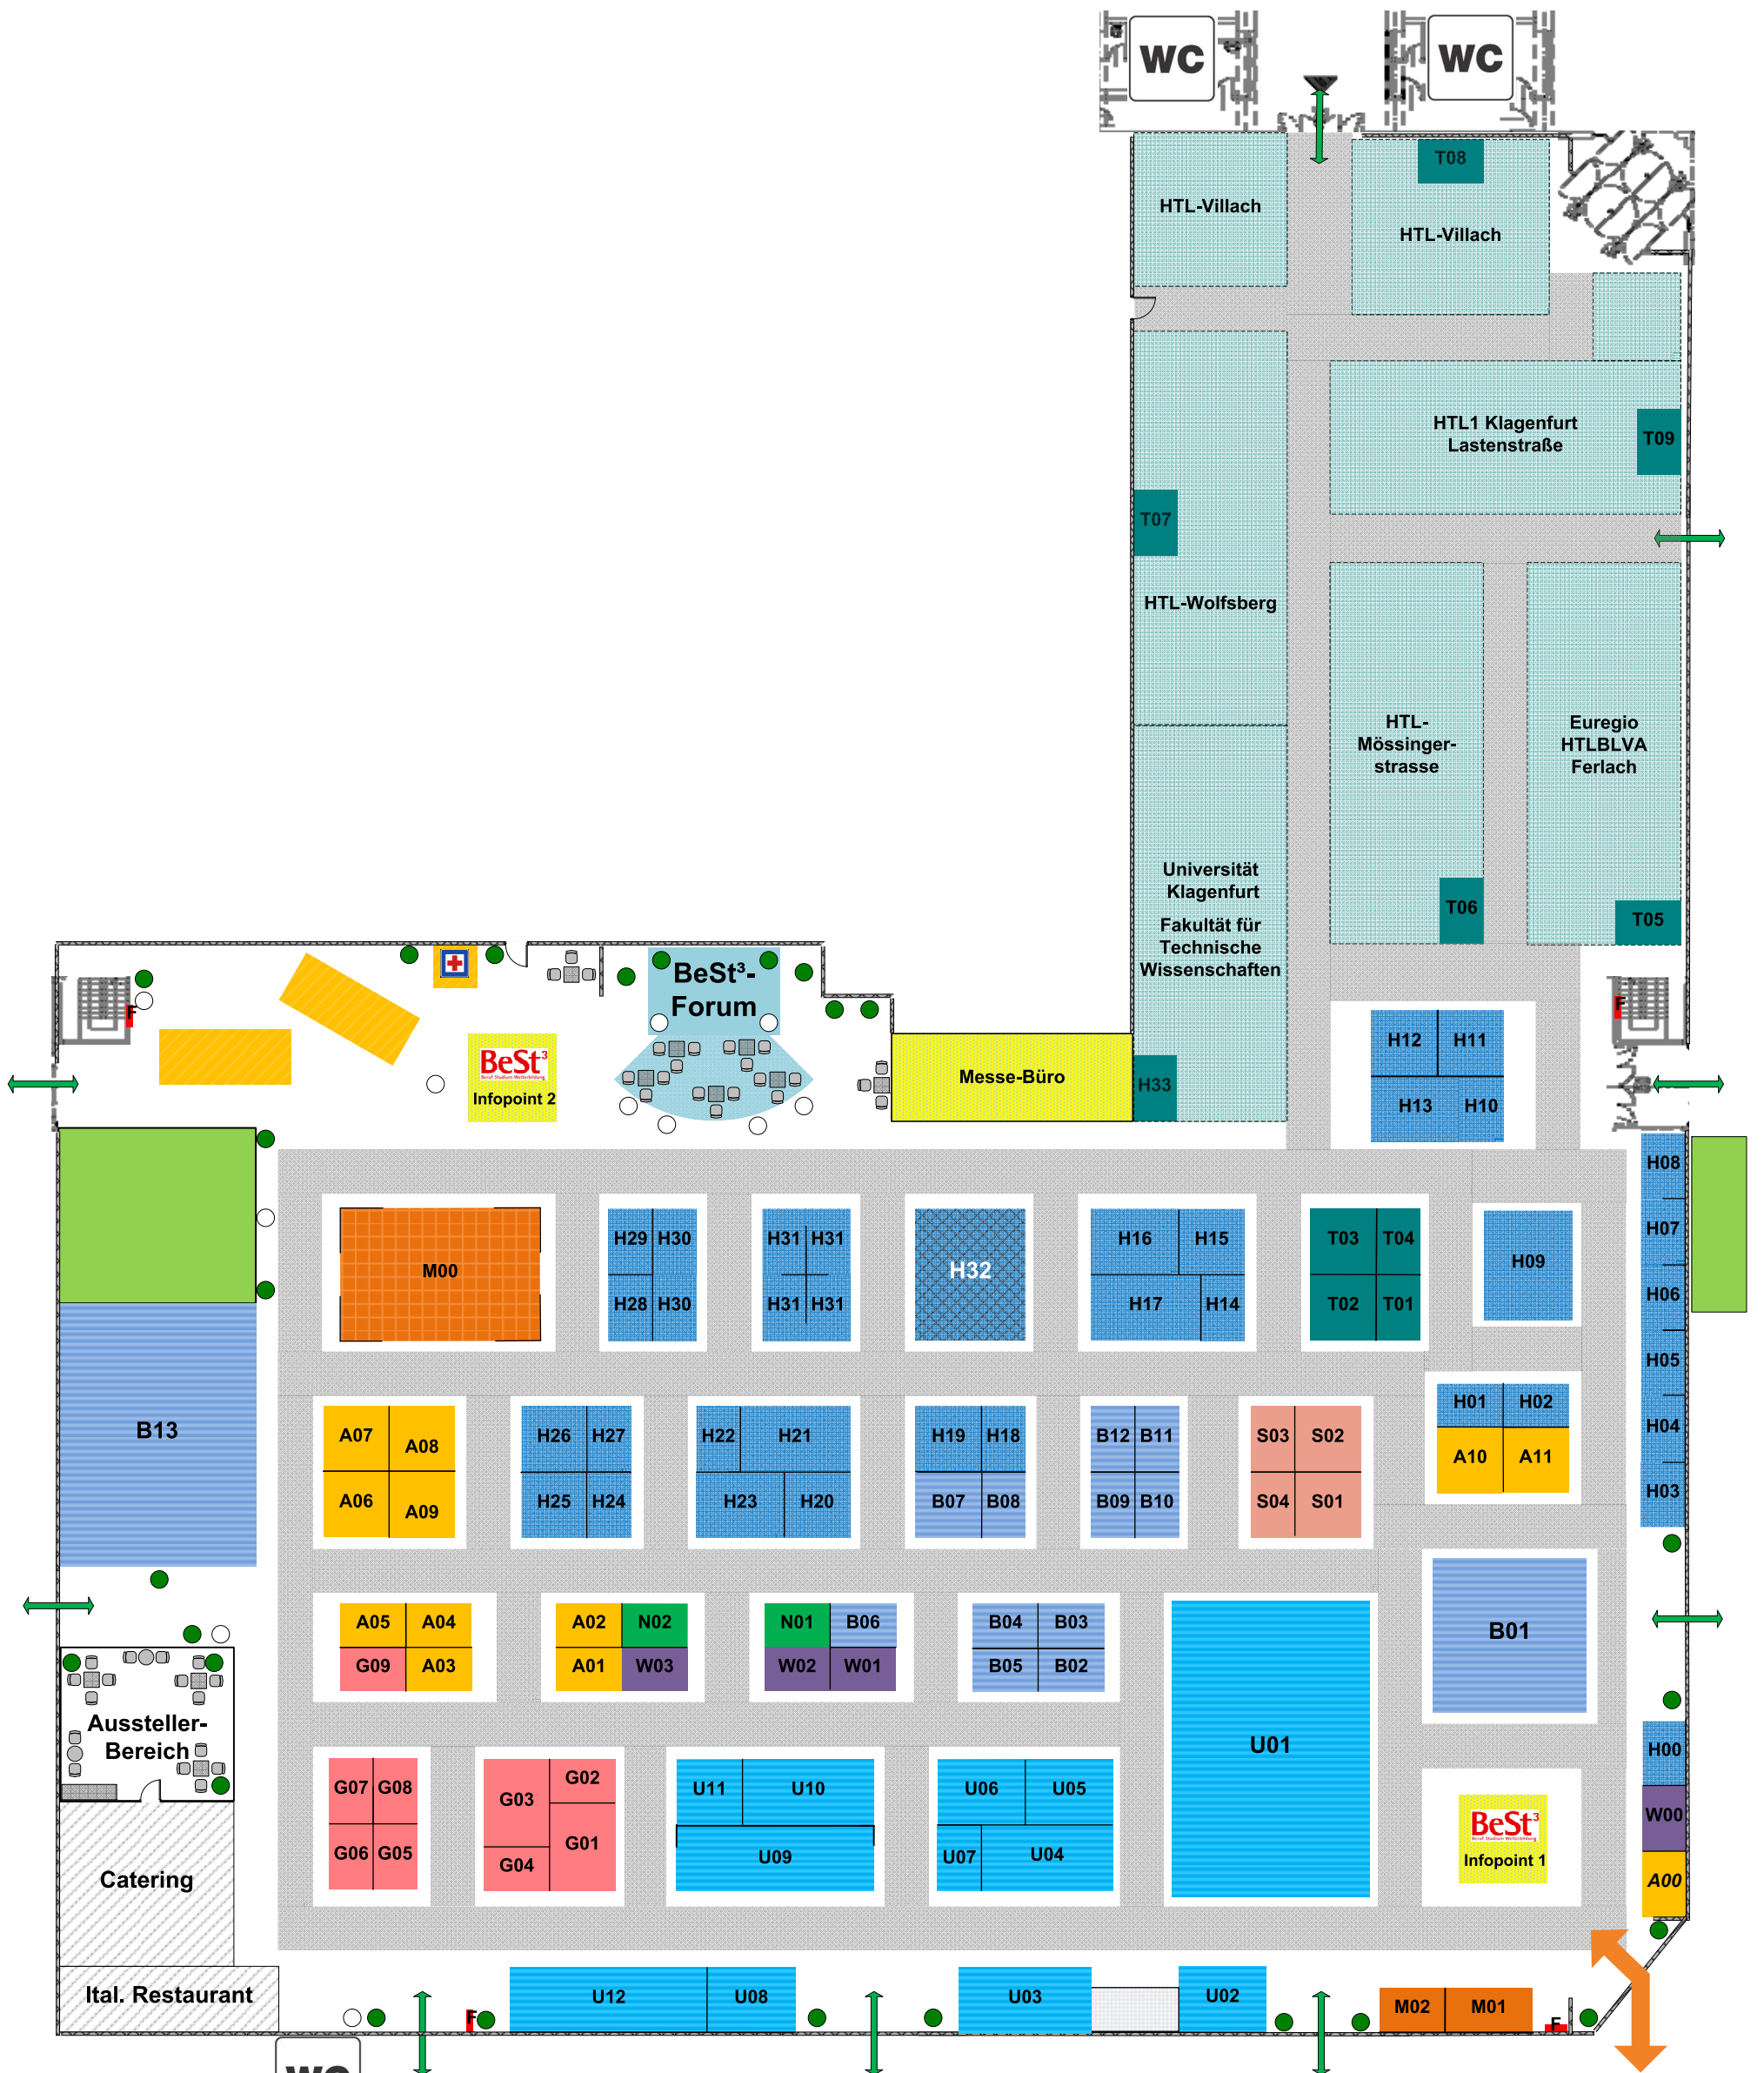 WC
WC
T08
HTL-Villach
HTL-Villach
HTL1 Klagenfurt
Lastenstraße
T09
T07
HTL-Wolfsberg
HTL-
Mössinger-
strasse
Euregio
HTLBLVA
Ferlach
Universität
Klagenfurt
Fakultät für
Technische
Wissenschaften
T06
T05
BeSt³-
Forum
F
F
BeSt³
Beruf Studium Weiterbildung
Infopoint 2
Messe-Büro
H33
H12 H11
H13 H10
H08
H07
H06
H05
H04
H03
M00
H29 H30
H28 H30
H31 H31
H31 H31
H32
H16 H15
H17 H14
T03 T04
T02 T01
H09
B13
A07 A08
A06 A09
H26 H27
H25 H24
H22 H21
H23 H20
H19 H18
B07 B08
B12 B11
B09 B10
S03 S02
S04 S01
H01 H02
A10 A11
A05 A04
G09 A03
A02 N02
A01 W03
N01 B06
W02 W01
B04 B03
B05 B02
U01
B01
Aussteller-
Bereich
G07 G08
G06 G05
G03 G02
G04 G01
U11 U10
U09
U06 U05
U07 U04
H00
W00
A00
BeSt³
Beruf Studium Weiterbildung
Infopoint 1
Catering
Ital. Restaurant
F
U12 U08
U03
U02
M02 M01
F
WC